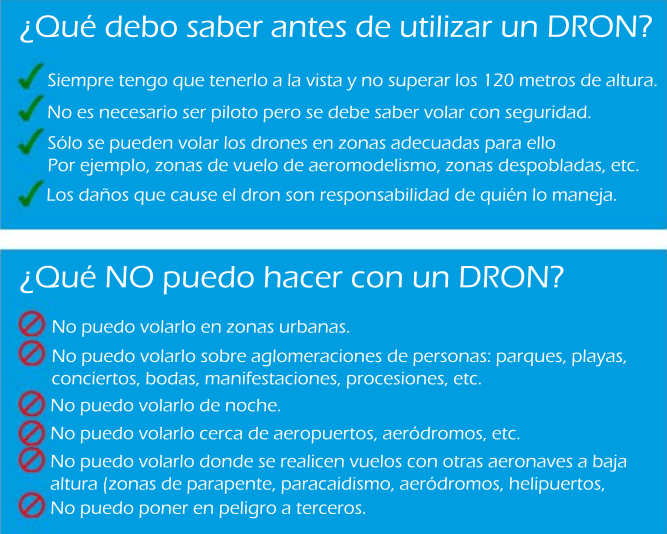 ¿Qué debo saber antes de utilizar un DRON?
Siempre tengo que tenerlo a la vista y no superar los 120 metros de altura.
No es necesario ser piloto pero se debe saber volar con seguridad.
Sólo se pueden volar los drones en zonas adecuadas para ello
Por ejemplo, zonas de vuelo de aeromodelismo, zonas despobladas, etc.
Los daños que cause el dron son responsabilidad de quién lo maneja.
¿Qué NO puedo hacer con un DRON?
No puedo volarlo en zonas urbanas.
No puedo volarlo sobre aglomeraciones de personas: parques, playas,
conciertos, bodas, manifestaciones, procesiones, etc.
No puedo volarlo de noche.
No puedo volarlo cerca de aeropuertos, aeródromos, etc.
No puedo volarlo donde se realicen vuelos con otras aeronaves a baja
altura (zonas de parapente, paracaidismo, aeródromos, helipuertos,
No puedo poner en peligro a terceros.